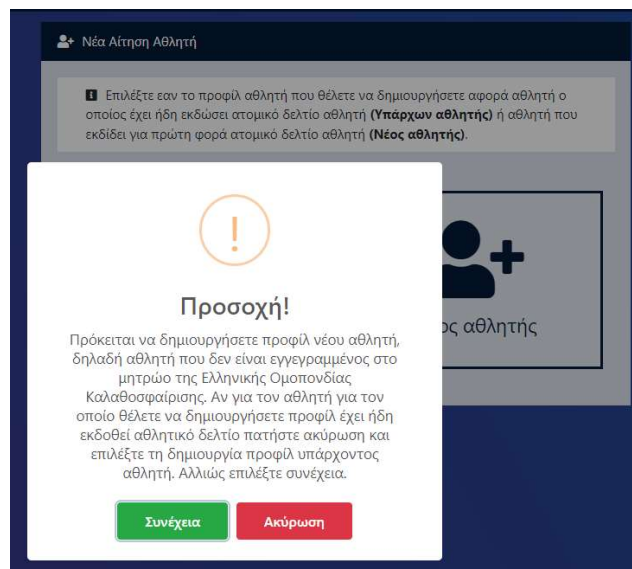 Νέα Αίτηση Αθλητή
Επιλέξτε εαν το προφίλ αθλητή που θέλετε να δημιουργήσετε αφορά αθλητή ο
οποίος έχει ήδη εκδώσει ατομικό δελτίο αθλητή (Υπάρχων αθλητής) ή αθλητή που
εκδίδει για πρώτη φορά ατομικό δελτίο αθλητή (Νέος αθλητής).
αθλητής
!
Προσοχή!
Πρόκειται να δημιουργήσετε προφίλ νέου αθλητή,
δηλαδή αθλητή που δεν είναι εγγεγραμμένος στο
μητρώο της Ελληνικής Ομοπονδίας
Καλαθοσφαίρισης. Αν για τον αθλητή για τον
οποίο θέλετε να δημιουργήσετε προφίλ έχει ήδη
εκδοθεί αθλητικό δελτίο πατήστε ακύρωση και
επιλέξτε τη δημιουργία προφίλ υπάρχοντος
αθλητή. Αλλιώς επιλέξτε συνέχεια.
Συνέχεια
Ακύρωση